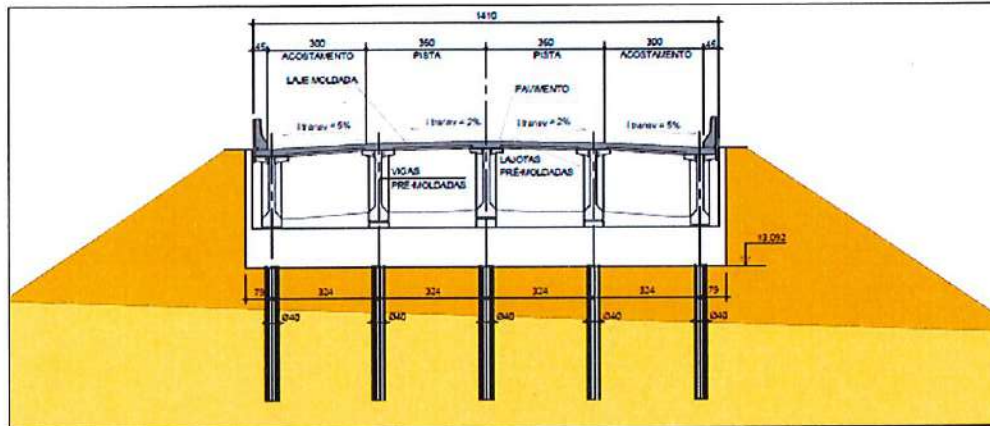 1410
45 300 360 360 300 45
ACOSTAMENTO PISTA PISTA ACOSTAMENTO
LAJE MOLDADA PAVIMENTO
I transv = 5% I transv = 2% I transv = 2% I transv = 5%
VIGAS
PRÉ-MOLDADAS
LAJOTAS
PRÉ-MOLDADAS
13,092
79 324 324 324 324 79
Ø40 Ø40 Ø40 Ø40 Ø40